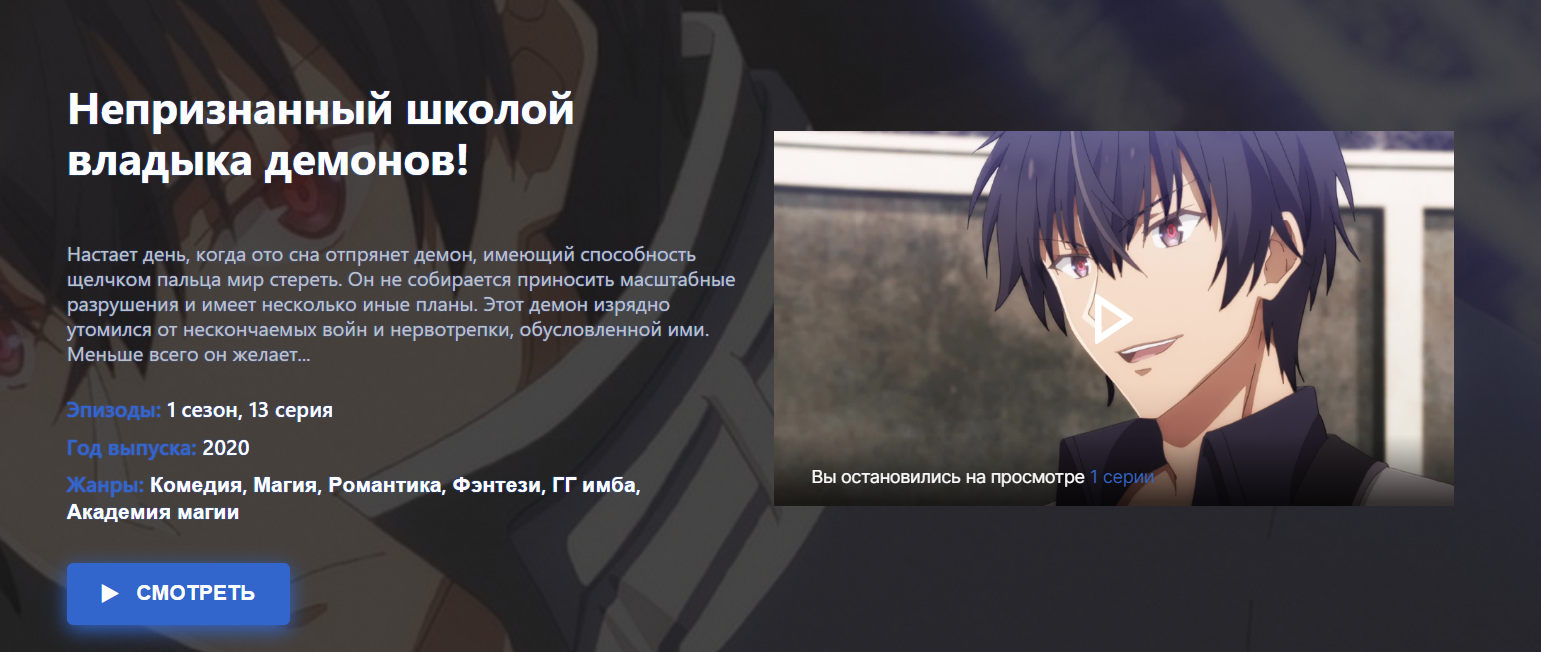 Непризнанный школой
владыка демонов!
Настает день, когда ото сна отпрянет демон, имеющий способность
щелчком пальца мир стереть. Он не собирается приносить масштабные
разрушения и имеет несколько иные планы. Этот демон изрядно
утомился от нескончаемых войн и нервотрепки, обусловленной ими.
Меньше всего он желает...
Эпизоды: 1 сезон, 13 серия
Год выпуска: 2020
Жанры: Комедия, Магия, Романтика, Фэнтези, ГГ имба,
Академия магии
СМОТРЕТЬ
Вы остановились на просмотре 1 серии